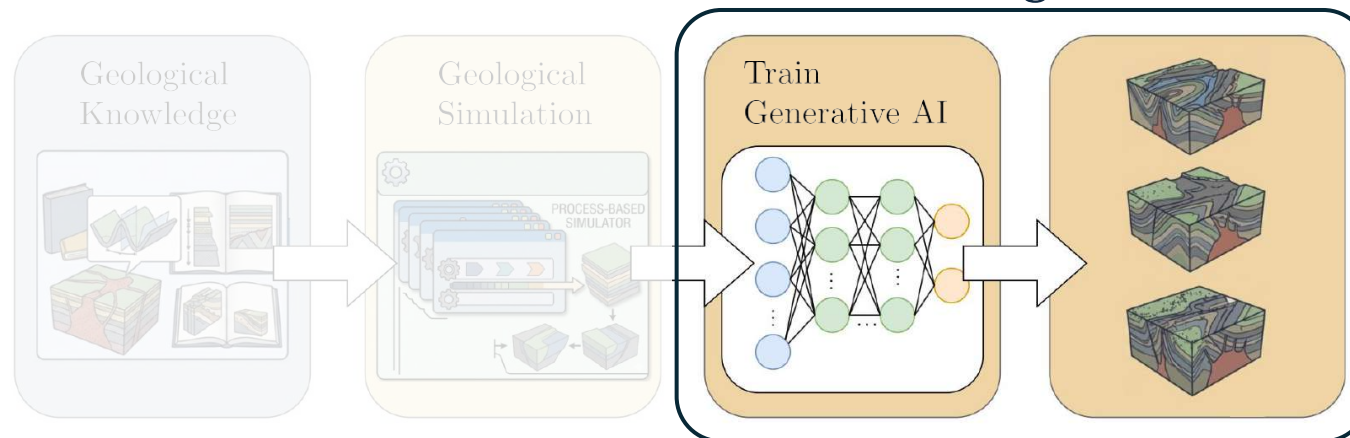 Geological
Knowledge
Geological
Simulation
PROCESS-BASED
SIMULATOR
Train
Generative AI